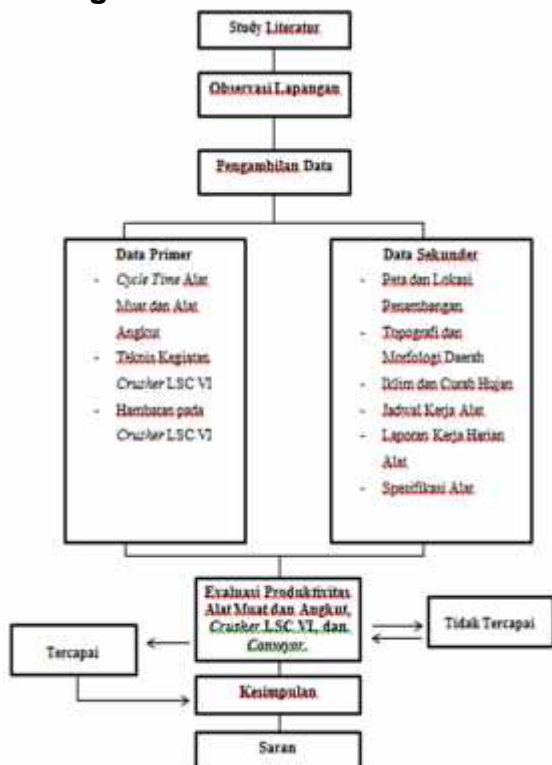 Study Literatur
Observasi Lapangan
Pengambilan Data
Data Primer
- Cycle Time Alat
Muat dan Alat
Angkut
- Teknis Kegiatan
Crusher LSC VI
- Hambatan pada
Crusher LSC VI
Data Sekunder
- Peta dan Lokasi
Penambangan
- Topografi dan
Morfologi Daerah
- Iklim dan Curah Hujan
- Jadwal Kerja Alat
- Laporan Kerja Harian
Alat
- Spesifikasi Alat
Evaluasi Produktivitas
Alat Muat dan Angkut,
Crusher LSC VI, dan
Conveyor.
Tidak Tercapai
Tercapai
Kesimpulan
Saran